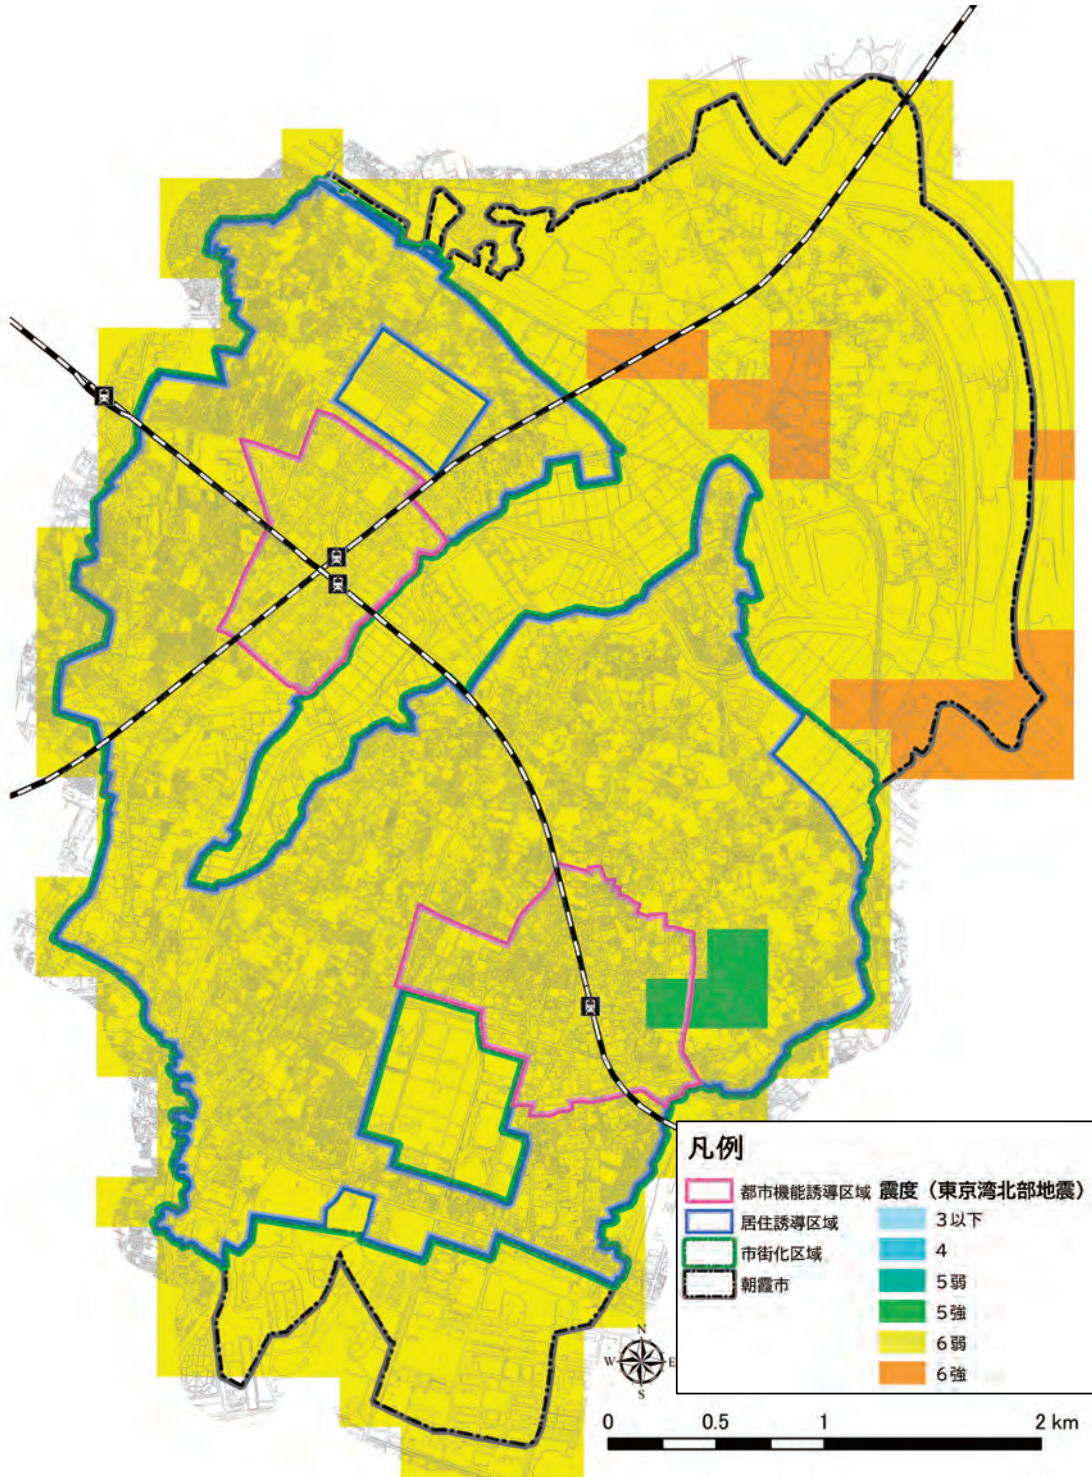 凡例
都市機能誘導区域
居住誘導区域
市街化区域
朝霞市
震度（東京湾北部地震）
3以下
4
5弱
5強
6弱
6強
N
W E
S
0 0.5 1 2 km